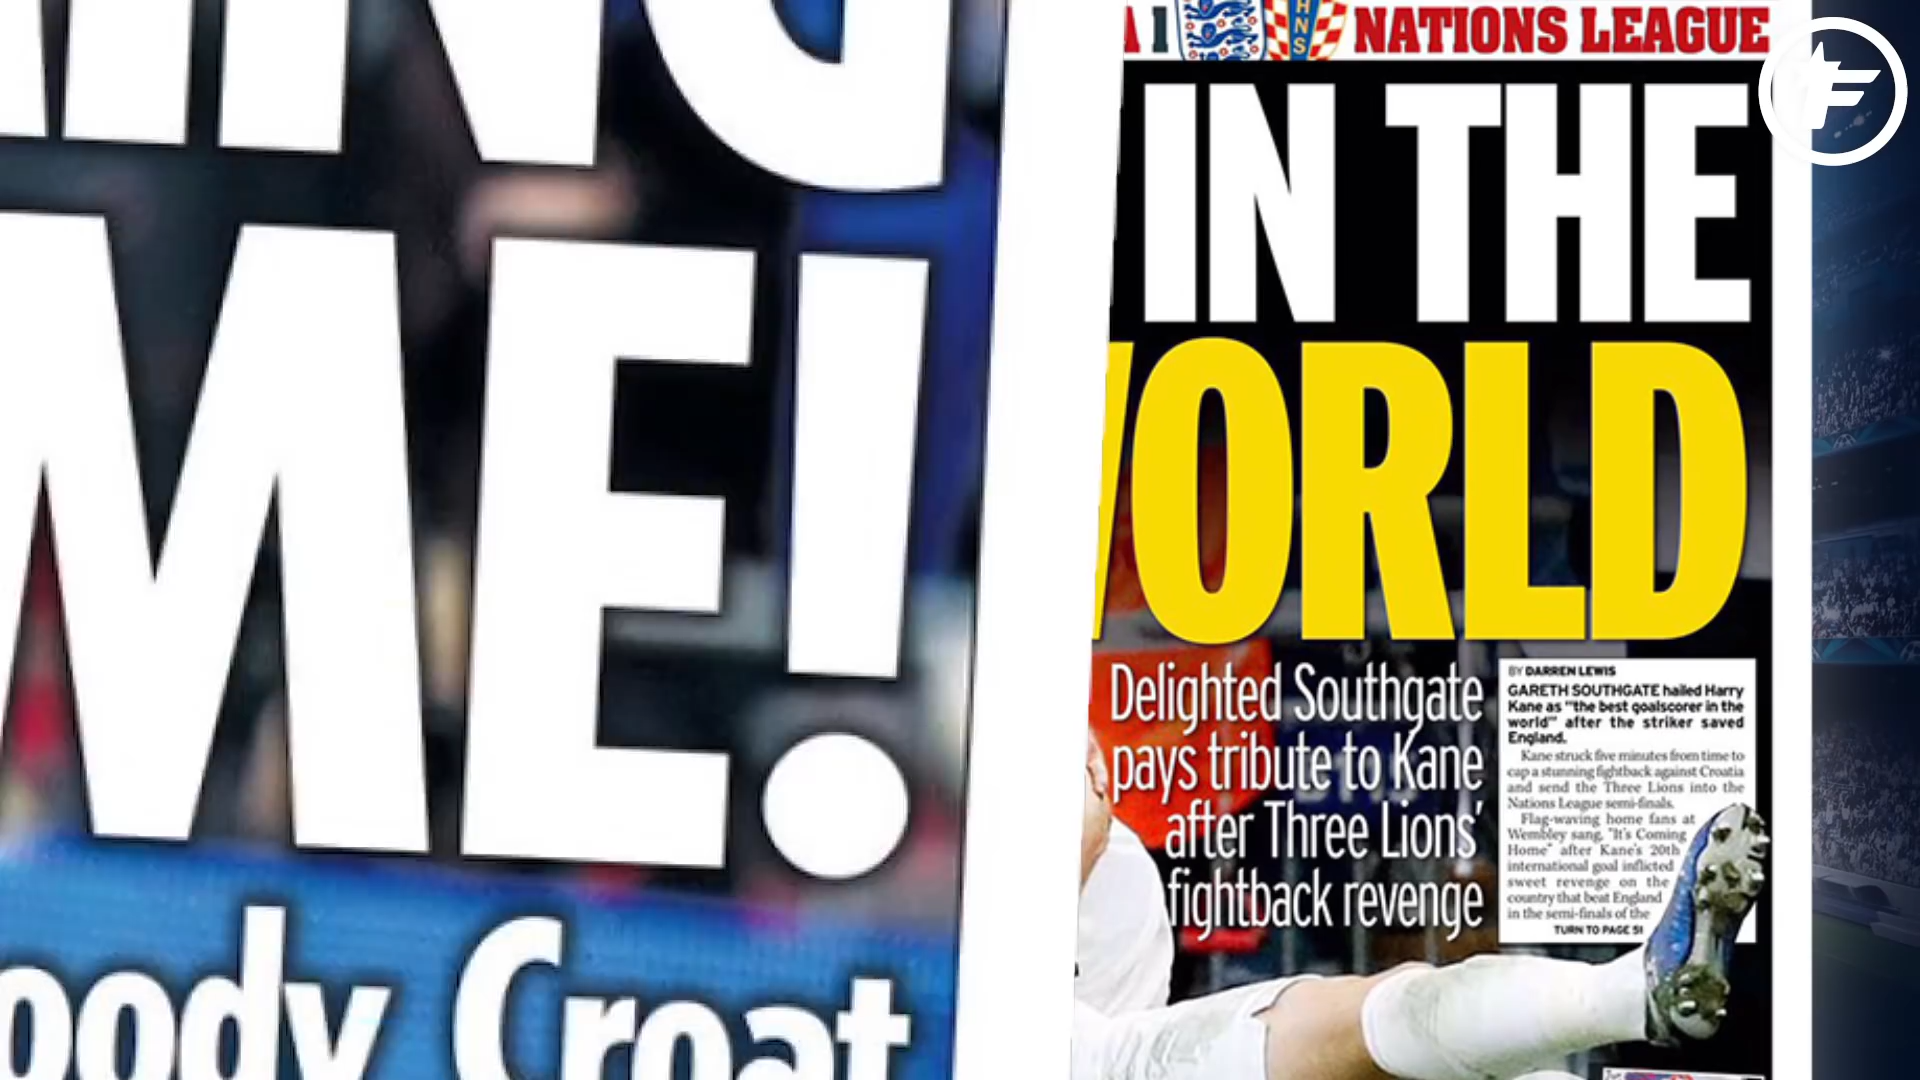 ME!
Croat
1
HNS
NATIONS LEAGUE
IN THE
ORLD
Delighted Southgate
pays tribute to Kane
after Three Lions'
fightback revenge
BY DARREN LEWIS
GARETH SOUTHGATE hailed Harry
Kane as "the best goalscorer in the
world" after the striker saved
England.
Kane struck five minutes from time to
cap a stunning fightback against Croatia
and send the Three Lions into the
Nations League semi-finals.
Flag-waving home fans at
Wembley sang, "It's Coming
Home" after Kane's 20th
international goal inflicted
sweet revenge on the
country that beat England
in the semi-finals of the
TURN TO PAGE 51
F